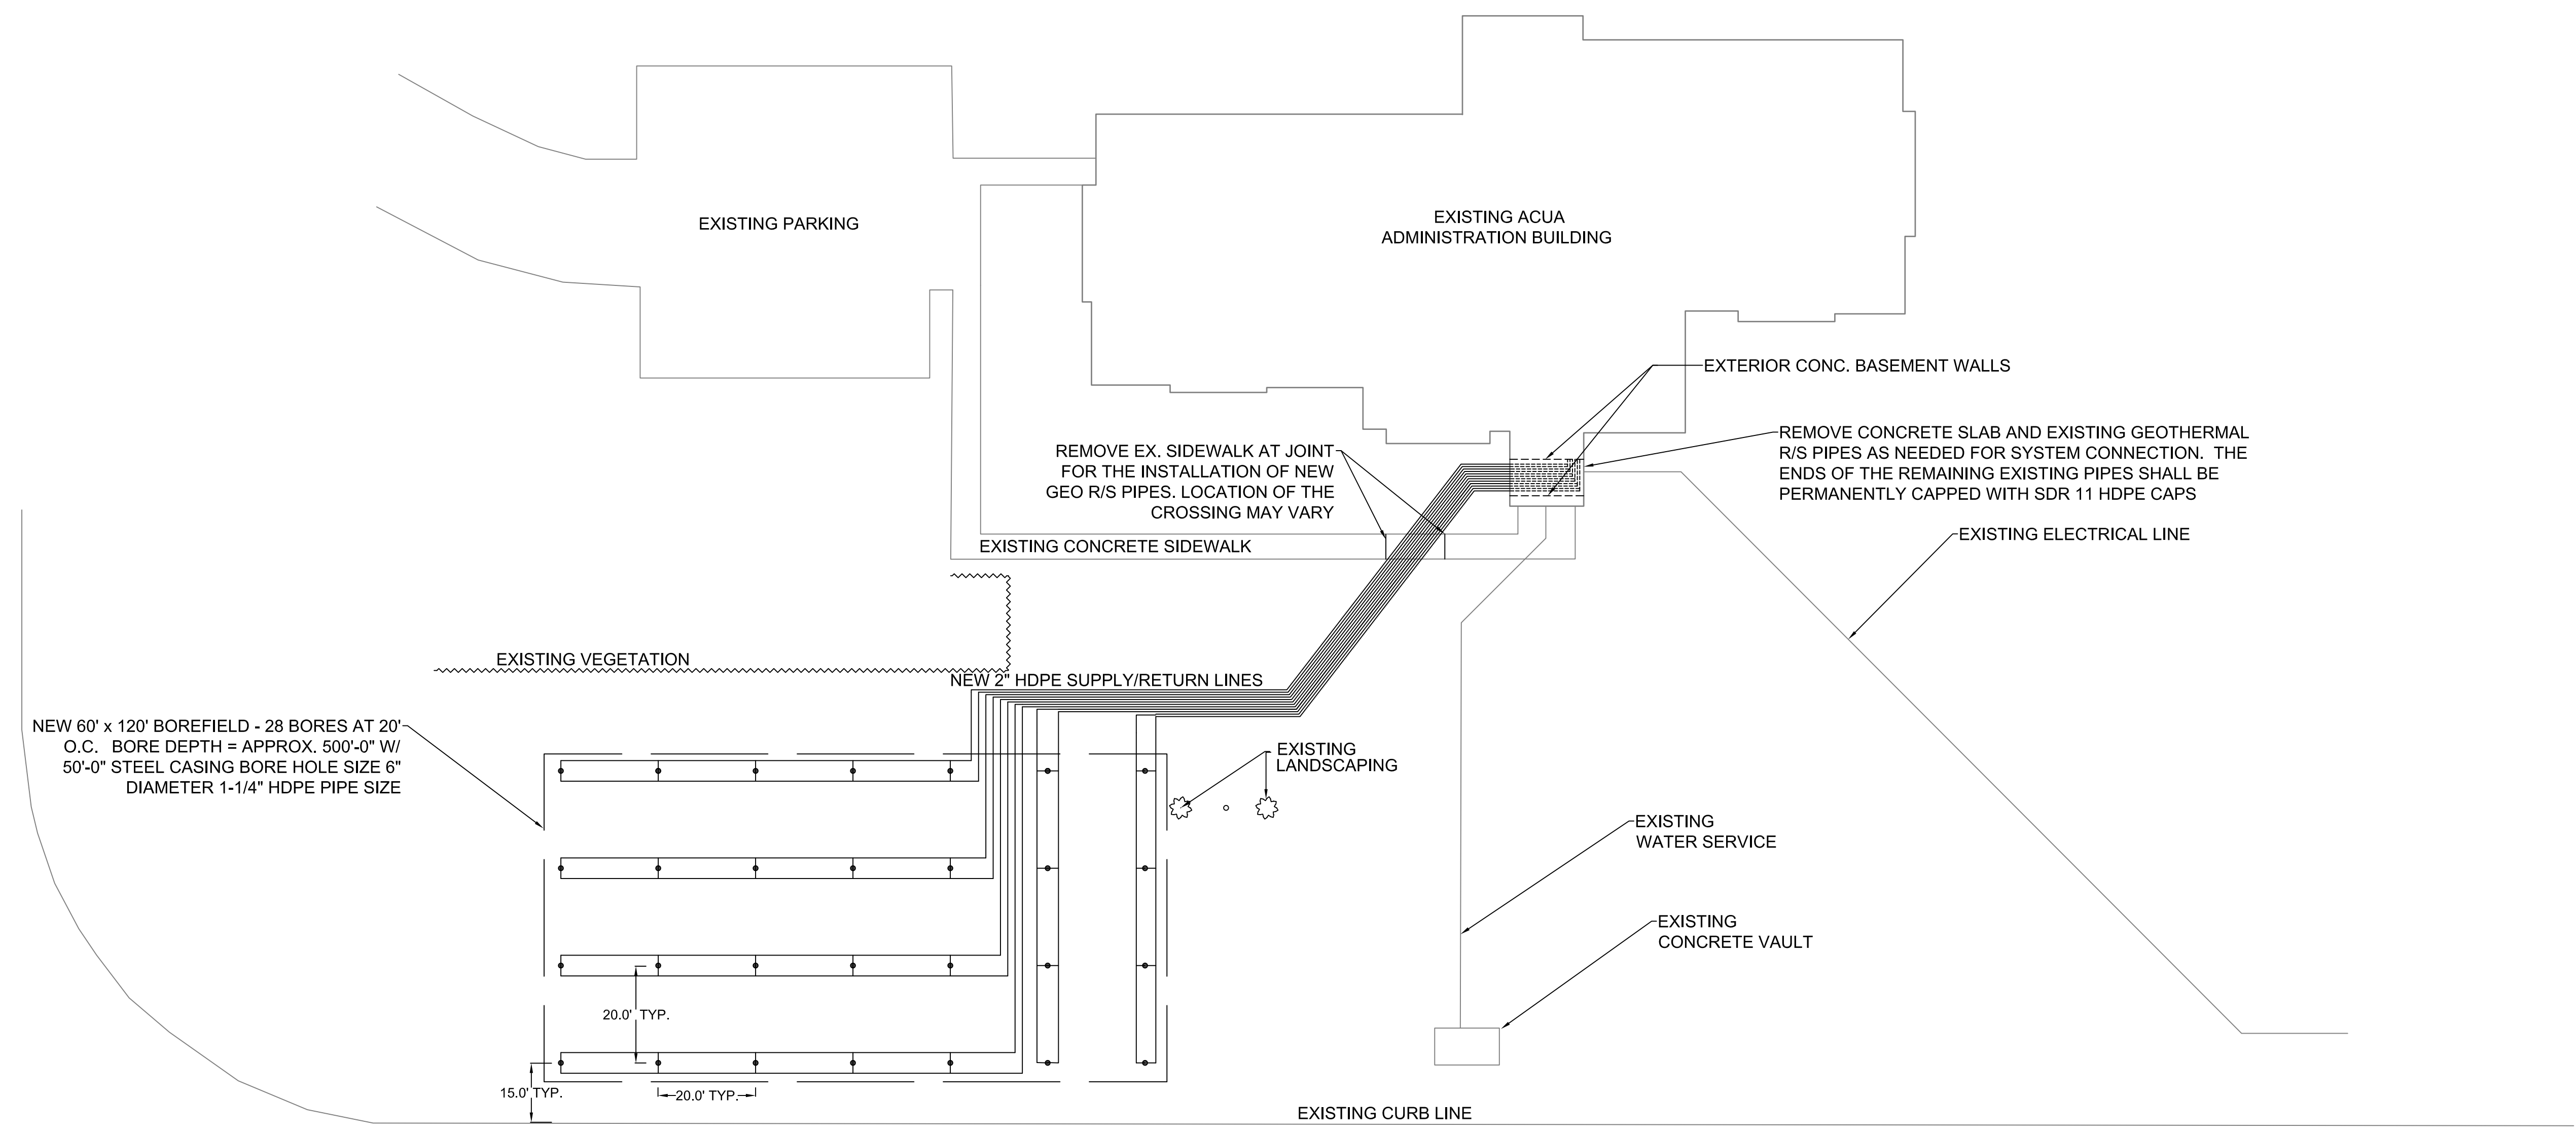 EXISTING PARKING
EXISTING ACUA
ADMINISTRATION BUILDING
EXTERIOR CONC. BASEMENT WALLS
REMOVE EX. SIDEWALK AT JOINT
FOR THE INSTALLATION OF NEW
GEO R/S PIPES. LOCATION OF THE
CROSSING MAY VARY
REMOVE CONCRETE SLAB AND EXISTING GEOTHERMAL
R/S PIPES AS NEEDED FOR SYSTEM CONNECTION. THE
ENDS OF THE REMAINING EXISTING PIPES SHALL BE
PERMANENTLY CAPPED WITH SDR 11 HDPE CAPS
EXISTING CONCRETE SIDEWALK
EXISTING ELECTRICAL LINE
EXISTING VEGETATION
NEW 2" HDPE SUPPLY/RETURN LINES
NEW 60' x 120' BOREFIELD - 28 BORES AT 20'
O.C. BORE DEPTH = APPROX. 500'-0" W/
50'-0" STEEL CASING BORE HOLE SIZE 6"
DIAMETER 1-1/4" HDPE PIPE SIZE
EXISTING
LANDSCAPING
EXISTING
WATER SERVICE
EXISTING
CONCRETE VAULT
20.0' TYP.
15.0' TYP.
20.0' TYP.
EXISTING CURB LINE